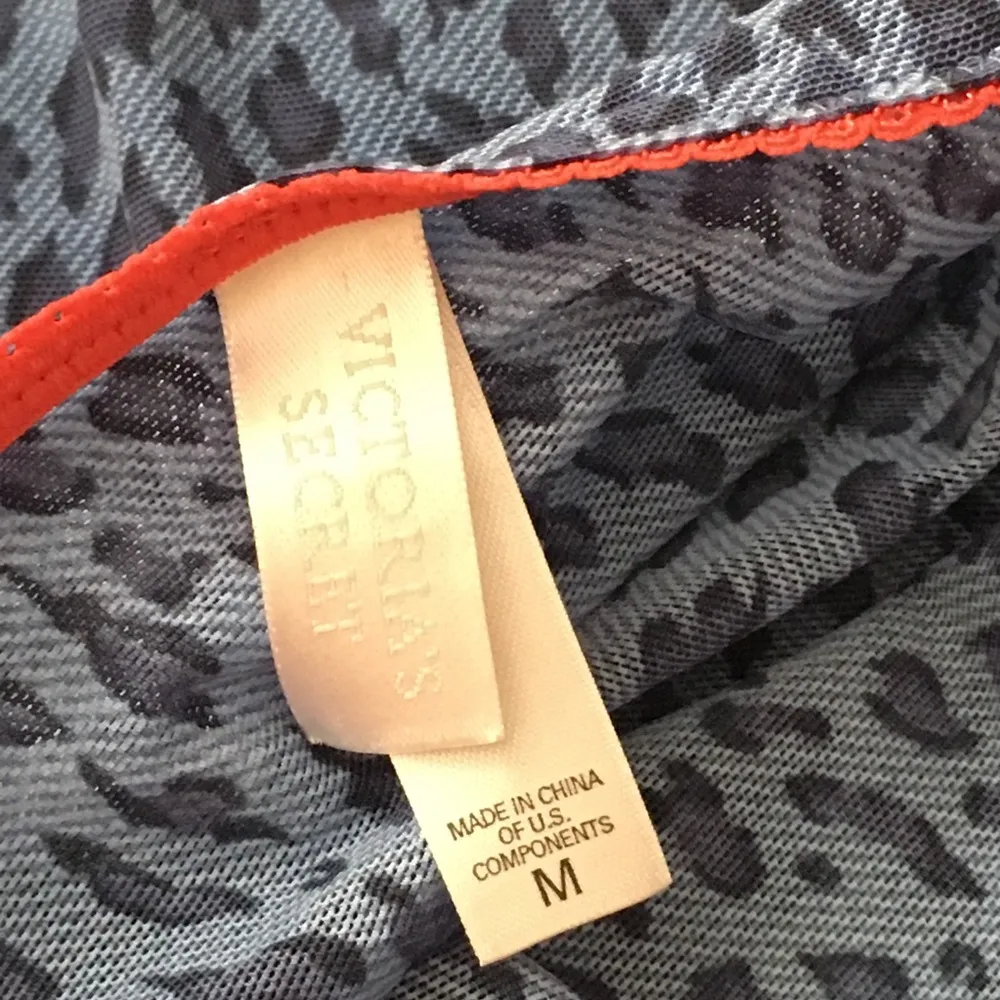 VICTORIA'S
SECRET
MADE IN CHINA
OF U.S.
COMPONENTS
M